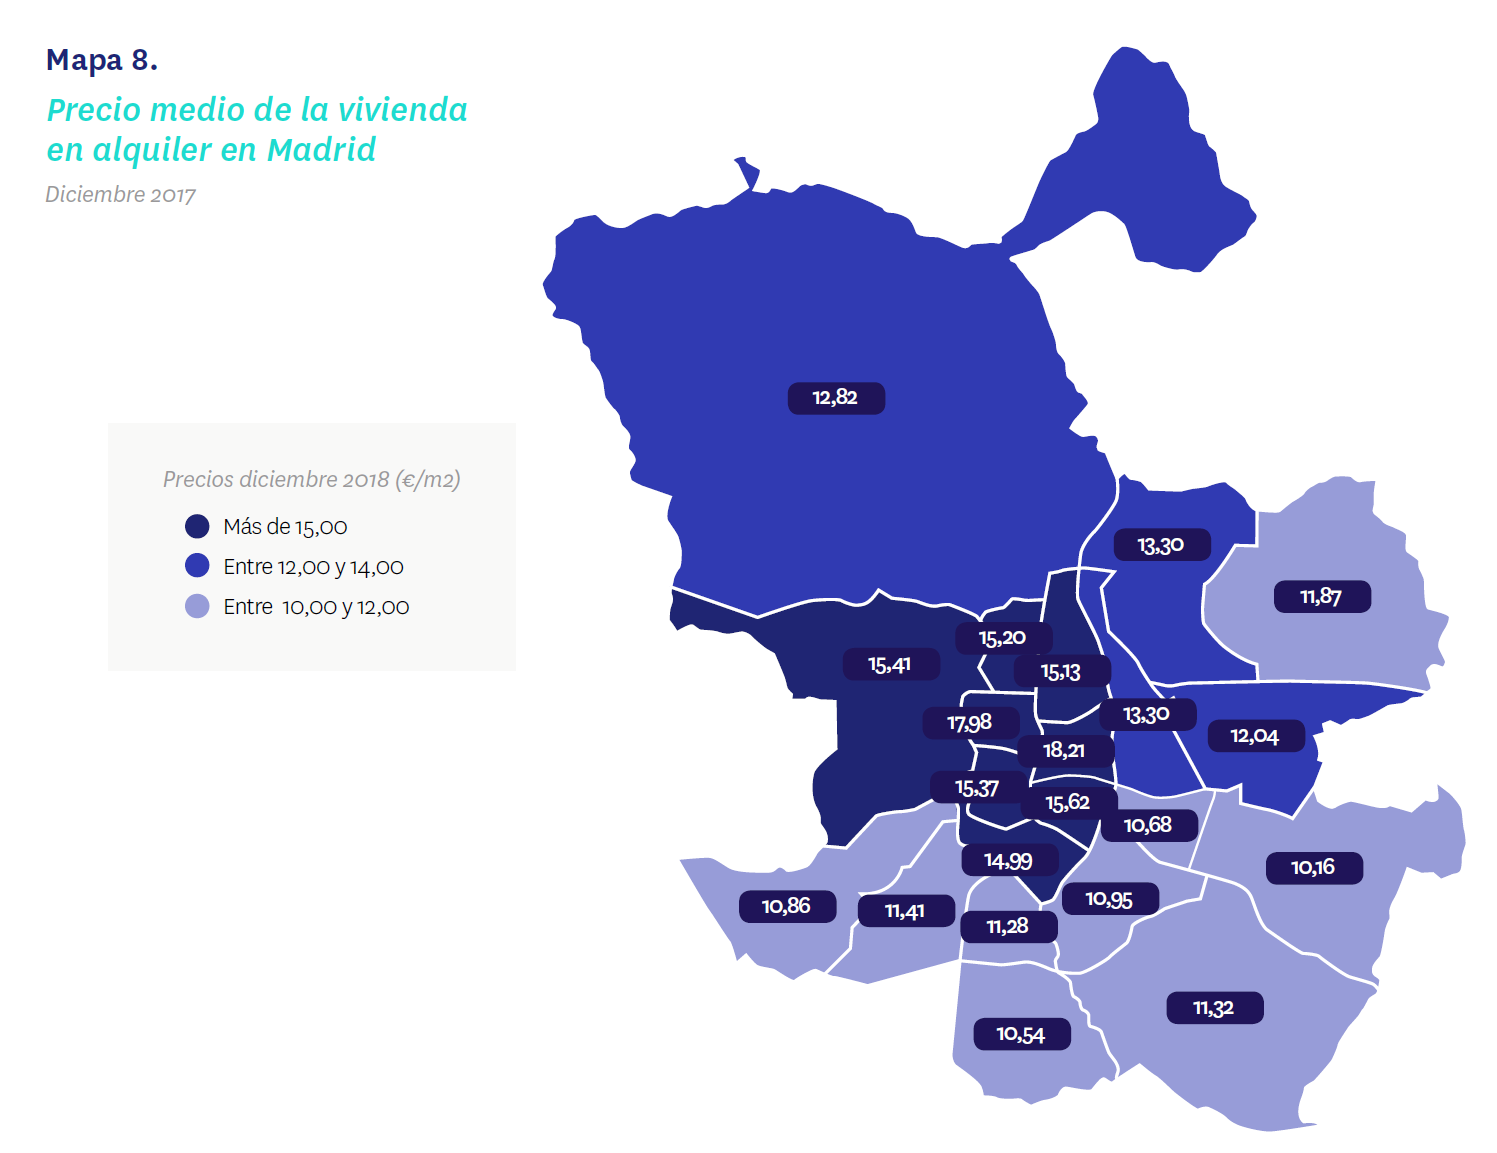 Mapa 8.
Precio medio de la vivienda
en alquiler en Madrid
Diciembre 2017
Precios diciembre 2018 (€/m2)
Más de 15,00
Entre 12,00 y 14,00
Entre 10,00 y 12,00
12,82
13,30
11,87
15,20
15,41
15,13
13,30
17,98
12,04
18,21
15,37
15,62
10,68
14,99
10,16
10,95
10,86
11,41
11,28
11,32
10,54